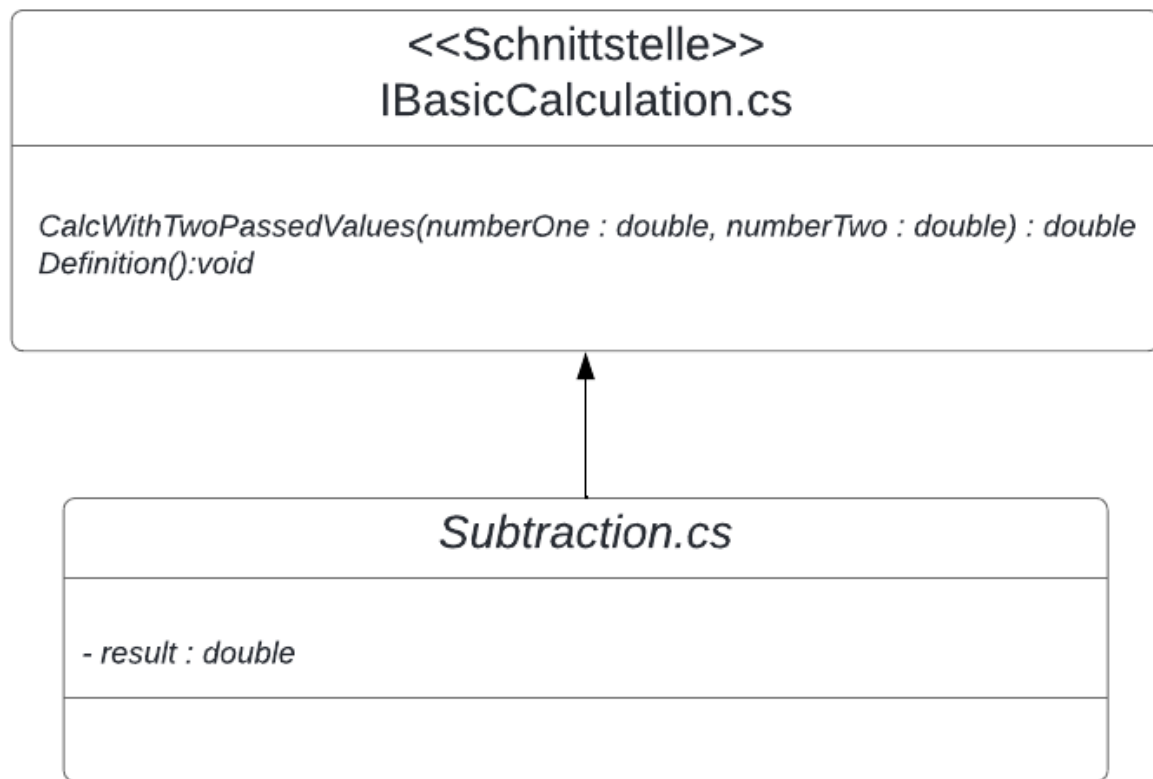 <<Schnittstelle>>
IBasicCalculation.cs
CalcWithTwoPassedValues(numberOne : double, numberTwo : double) : double
Definition():void
Subtraction.cs
- result : double